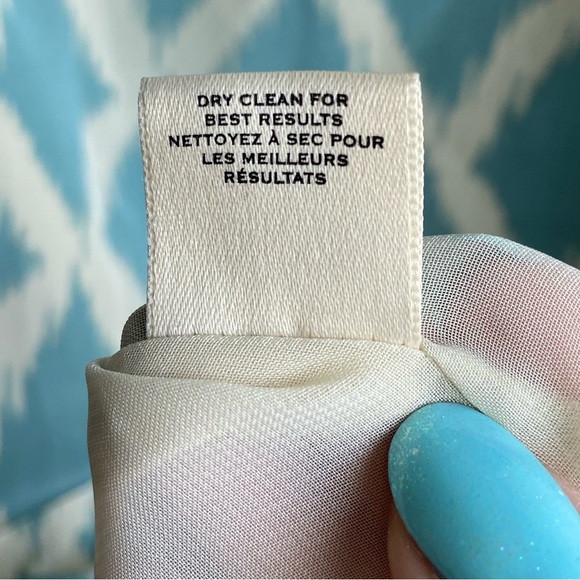 DRY CLEAN FOR
BEST RESULTS
NETTOYEZ À SEC POUR
LES MEILLEURS
RÉSULTATS